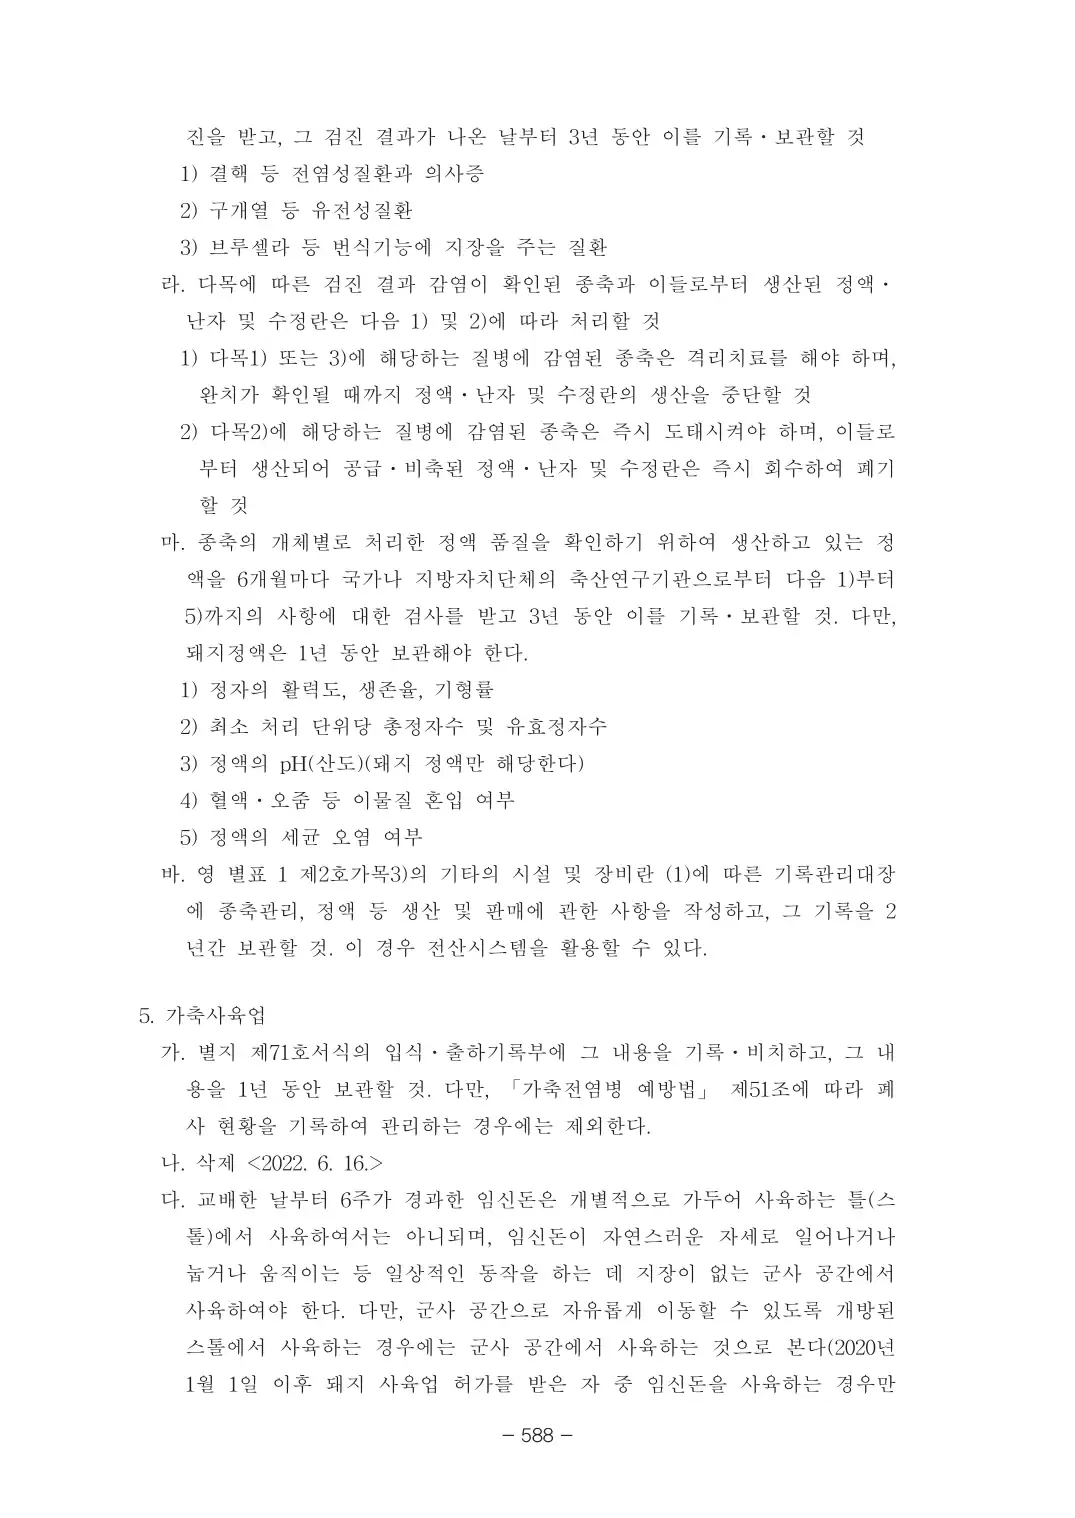 진을 받고, 그 검진 결과가 나온 날부터 3년 동안 이를 기록・보관할 것
1) 결핵 등 전염성질환과 의사증
2) 구개열 등 유전성질환
3) 브루셀라 등 번식기능에 지장을 주는 질환
라. 다목에 따른 검진 결과 감염이 확인된 종축과 이들로부터 생산된 정액・
난자 및 수정란은 다음 1) 및 2)에 따라 처리할 것
1) 다목1) 또는 3)에 해당하는 질병에 감염된 종축은 격리치료를 해야 하며,
완치가 확인될 때까지 정액・난자 및 수정란의 생산을 중단할 것
2) 다목2)에 해당하는 질병에 감염된 종축은 즉시 도태시켜야 하며, 이들로
부터 생산되어 공급・비축된 정액・난자 및 수정란은 즉시 회수하여 폐기
할 것
마. 종축의 개체별로 처리한 정액 품질을 확인하기 위하여 생산하고 있는 정
액을 6개월마다 국가나 지방자치단체의 축산연구기관으로부터 다음 1)부터
5)까지의 사항에 대한 검사를 받고 3년 동안 이를 기록・보관할 것. 다만,
돼지정액은 1년 동안 보관해야 한다.
1) 정자의 활력도, 생존율, 기형률
2) 최소 처리 단위당 총정자수 및 유효정자수
3) 정액의 pH(산도)(돼지 정액만 해당한다)
4) 혈액・오줌 등 이물질 혼입 여부
5) 정액의 세균 오염 여부
바. 영 별표 1 제2호가목3)의 기타의 시설 및 장비란 (1)에 따른 기록관리대장
에 종축관리, 정액 등 생산 및 판매에 관한 사항을 작성하고, 그 기록을 2
년간 보관할 것. 이 경우 전산시스템을 활용할 수 있다.
5. 가축사육업
가. 별지 제71호서식의 입식・출하기록부에 그 내용을 기록・비치하고, 그 내
용을 1년 동안 보관할 것. 다만, 「가축전염병 예방법」 제51조에 따라 폐
사 현황을 기록하여 관리하는 경우에는 제외한다.
나. 삭제 <2022. 6. 16.>
다. 교배한 날부터 6주가 경과한 임신돈은 개별적으로 가두어 사육하는 틀(스
톨)에서 사육하여서는 아니되며, 임신돈이 자연스러운 자세로 일어나거나
눕거나 움직이는 등 일상적인 동작을 하는 데 지장이 없는 군사 공간에서
사육하여야 한다. 다만, 군사 공간으로 자유롭게 이동할 수 있도록 개방된
스톨에서 사육하는 경우에는 군사 공간에서 사육하는 것으로 본다(2020년
1월 1일 이후 돼지 사육업 허가를 받은 자 중 임신돈을 사육하는 경우만
- 588 -